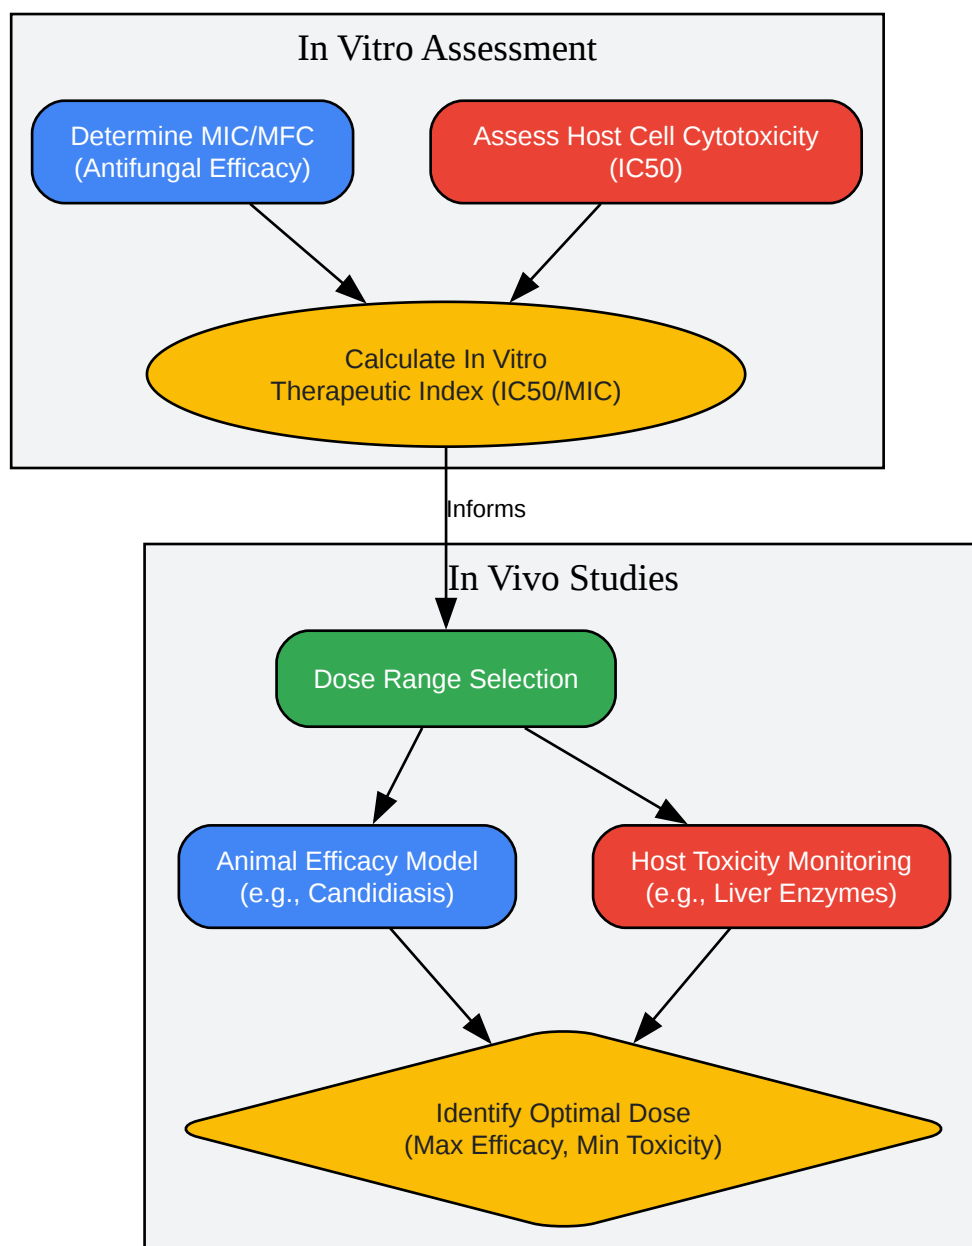 In Vitro Assessment
Determine MIC/MFC
(Antifungal Efficacy)
Assess Host Cell Cytotoxicity
(IC50)
Calculate In Vitro
Therapeutic Index (IC50/MIC)
Informs
In Vivo Studies
Dose Range Selection
Animal Efficacy Model
(e.g., Candidiasis)
Host Toxicity Monitoring
(e.g., Liver Enzymes)
Identify Optimal Dose
(Max Efficacy, Min Toxicity)